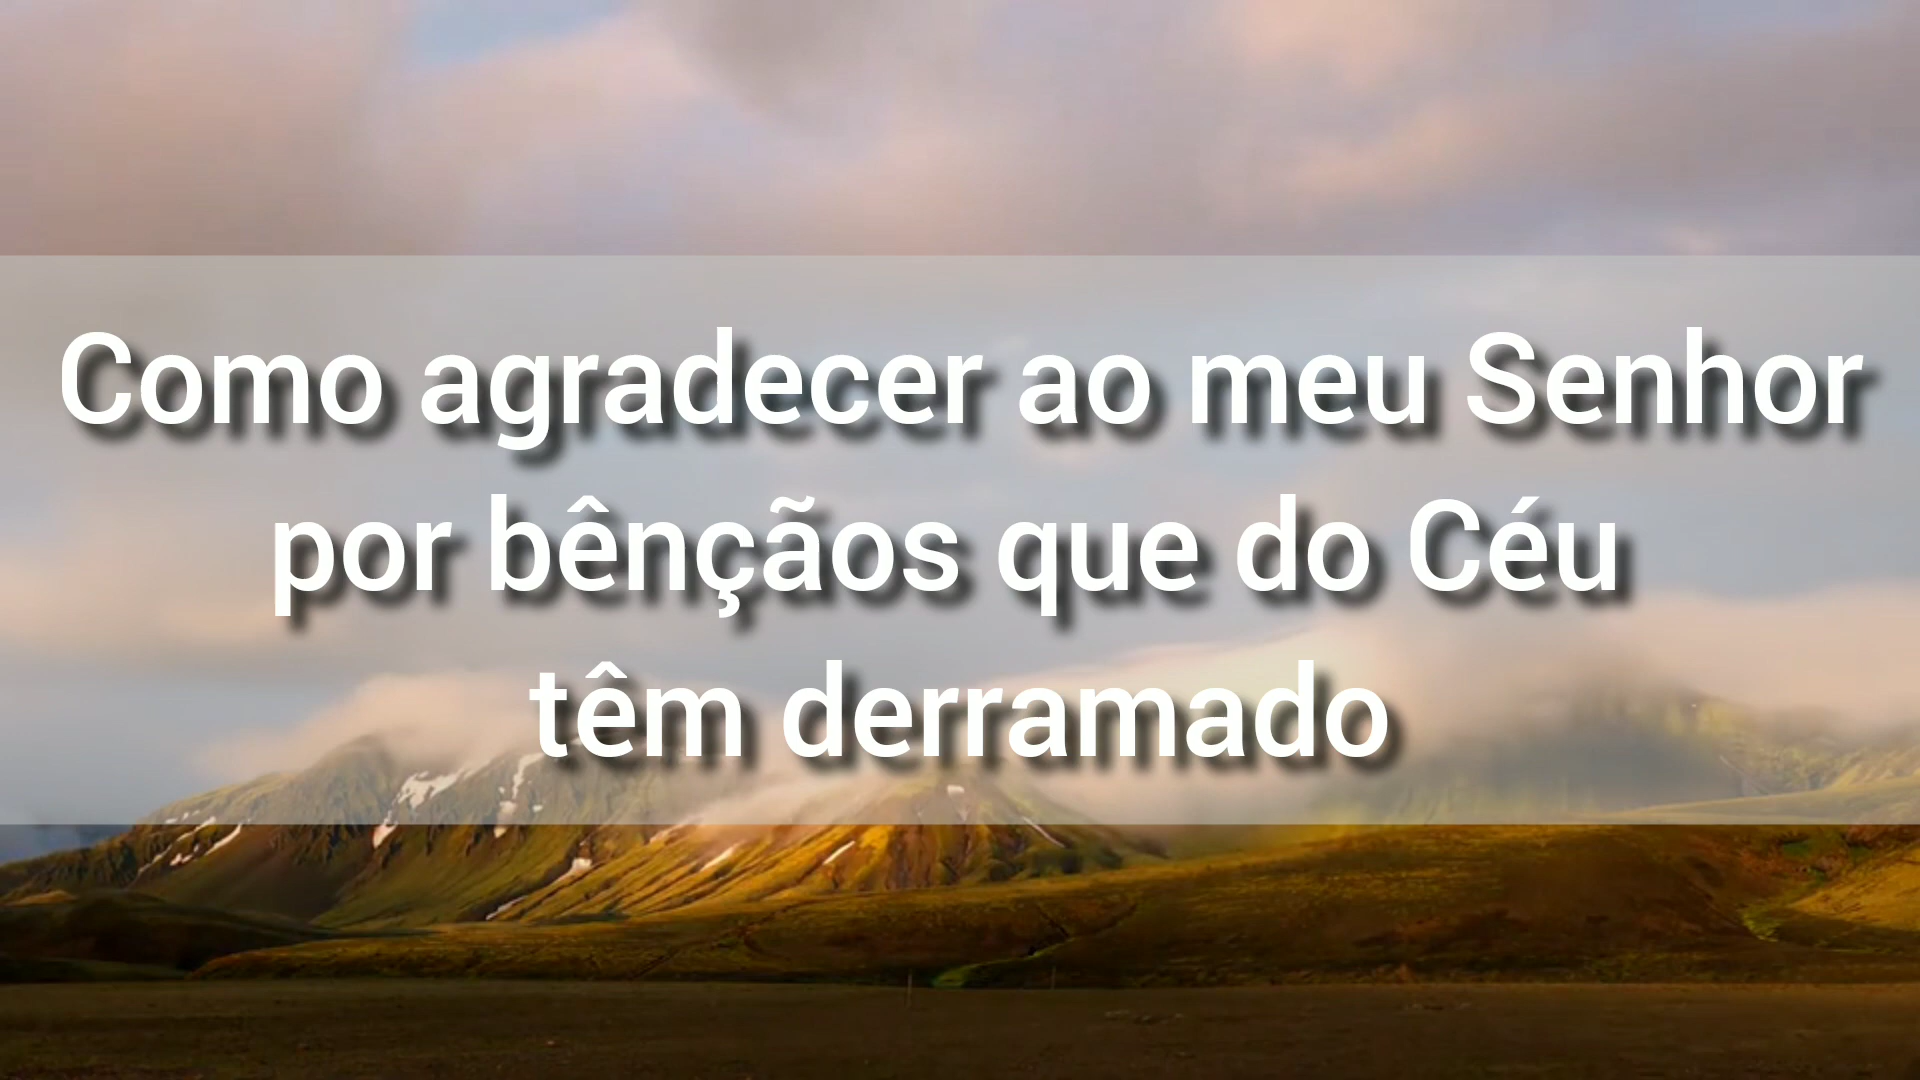 Como agradecer ao meu Senhor
por bênçãos que do Céu
têm derramado